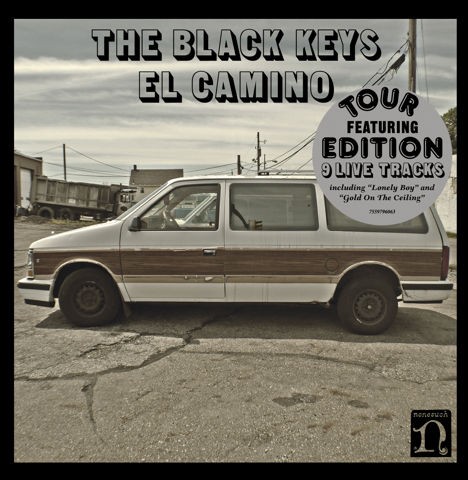 THE BLACK KEYS
EL CAMINO
TOUR
FEATURING
EDITION
9 LIVE TRACKS
including "Lonely Boy" and
"Gold On The Ceiling"
7559796063
nonesuch
n